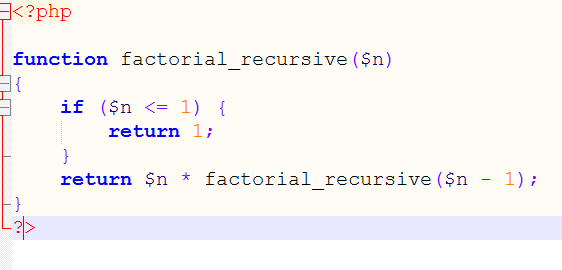 <?php
function factorial_recursive($n)
{
    if ($n <= 1) {
        return 1;
    }
    return $n * factorial_recursive($n - 1);
}
?>